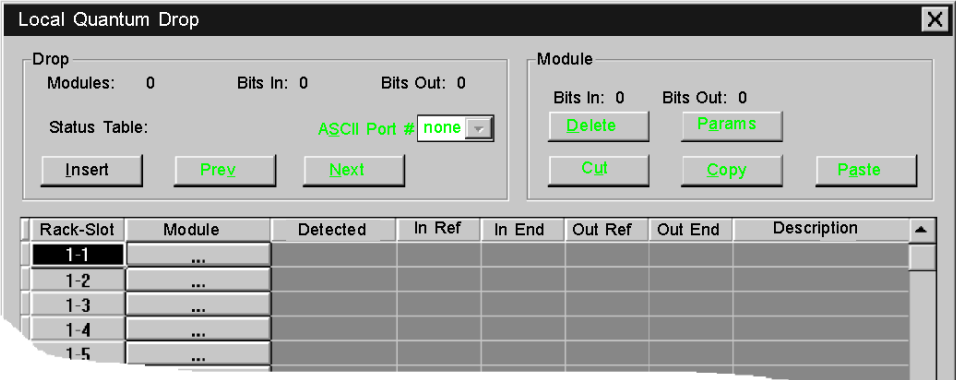 Local Quantum Drop
Drop
Modules: 0 Bits In: 0 Bits Out: 0
Status Table: ASCII Port # none
Insert Prev Next
Module
Bits In: 0 Bits Out: 0
Delete Params
Cut Copy Paste
Rack-Slot Module Detected In Ref In End Out Ref Out End Description
1-1 ...
1-2 ...
1-3 ...
1-4 ...
1-5 ...